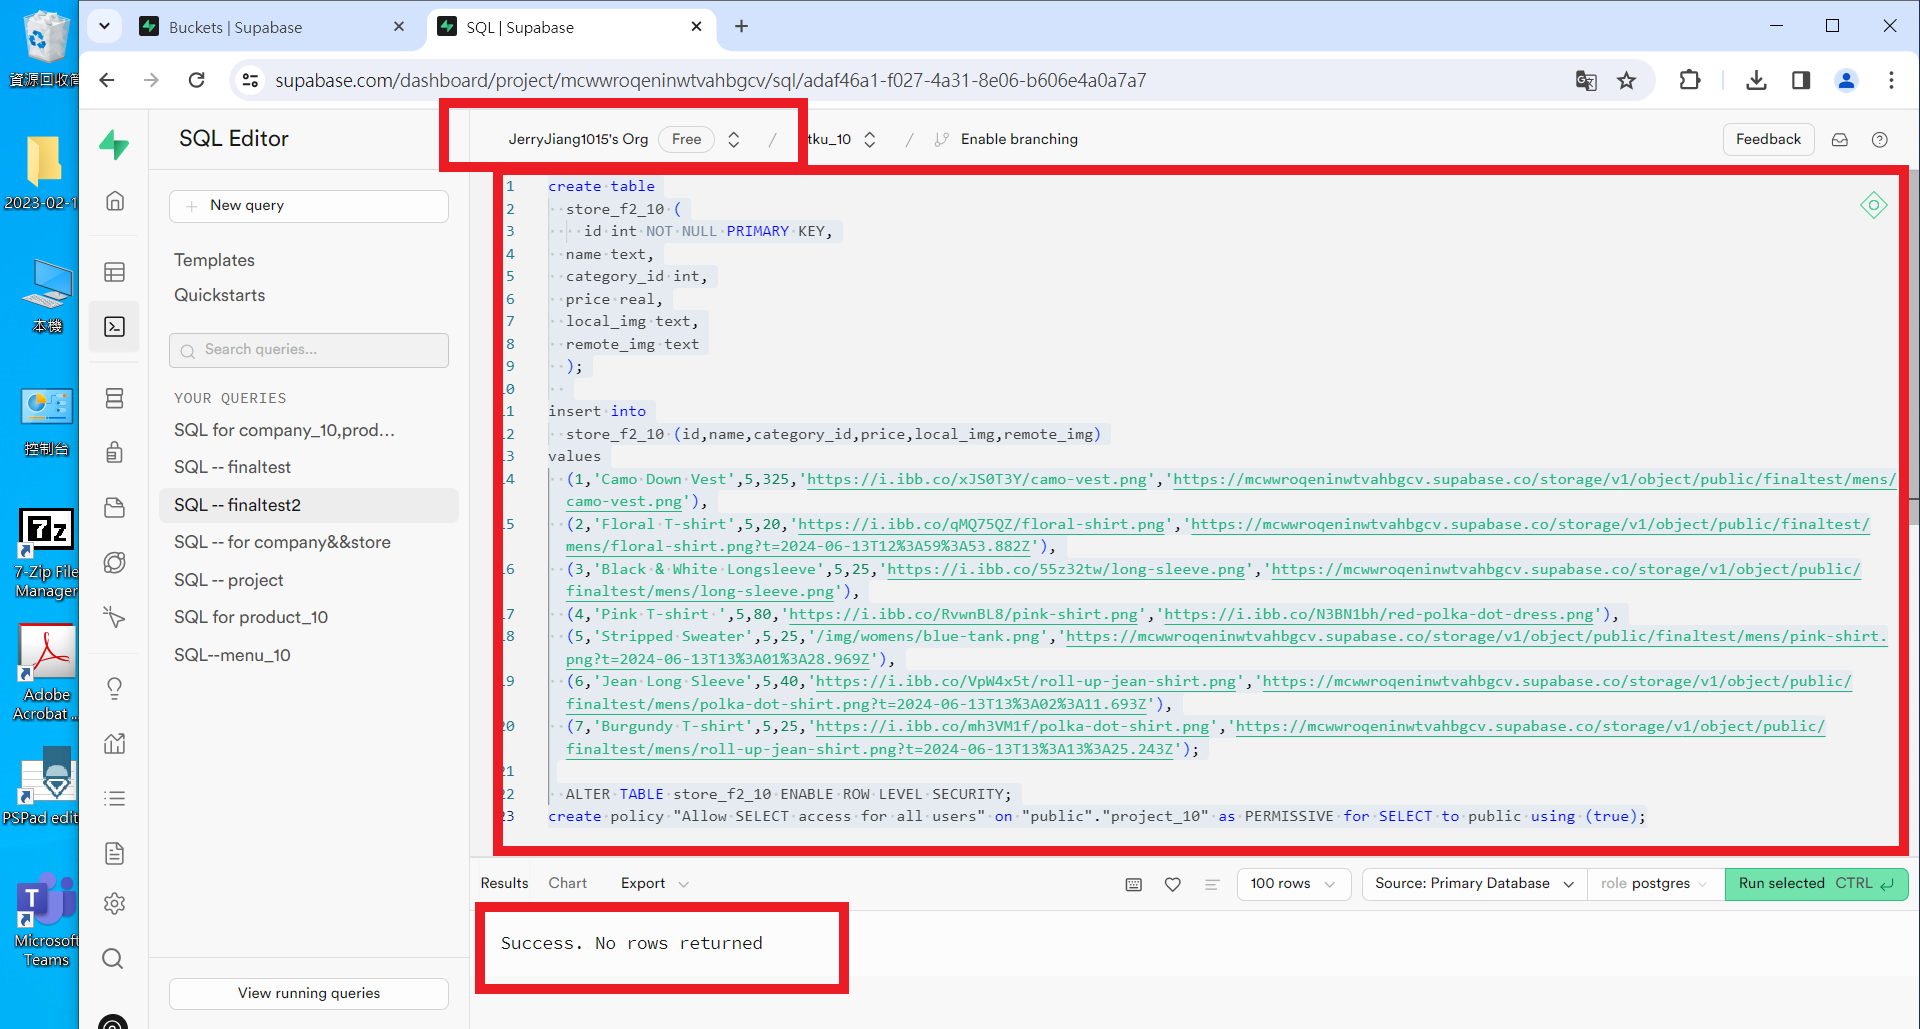 Buckets | Supabase
SQL | Supabase
supabase.com/dashboard/project/mcwwroqeninwtvahbgcv/sql/adaf46a1-f027-4a31-8e06-b606e4a0a7a7
資源回收筒
2023-02-1
本機
控制台
7z
7-Zip File
Manager
Adobe
Acrobat ...
PSPad edit
T
Microsoft
Teams
SQL Editor
JerryJiang1015's Org Free / tku_10 / Enable branching
Feedback
New query
Templates
Quickstarts
Search queries...
YOUR QUERIES
SQL for company_10,prod...
SQL -- finaltest
SQL -- finaltest2
SQL -- for company&&store
SQL -- project
SQL for product_10
SQL--menu_10
View running queries
1 create table
2 store_f2_10 (
3 id int NOT NULL PRIMARY KEY,
4 name text,
5 category_id int,
6 price real,
7 local_img text,
8 remote_img text
9 );
10
11 insert into
12 store_f2_10 (id,name,category_id,price,local_img,remote_img)
13 values
14 (1,'Camo Down Vest',5,325,'https://i.ibb.co/xJS0T3Y/camo-vest.png','https://mcwwroqeninwtvahbgcv.supabase.co/storage/v1/object/public/finaltest/mens/
camo-vest.png'),
15 (2,'Floral T-shirt',5,20,'https://i.ibb.co/qMQ75QZ/floral-shirt.png','https://mcwwroqeninwtvahbgcv.supabase.co/storage/v1/object/public/finaltest/
mens/floral-shirt.png?t=2024-06-13T12%3A59%3A53.882Z'),
16 (3,'Black & White Longsleeve',5,25,'https://i.ibb.co/55z32tw/long-sleeve.png','https://mcwwroqeninwtvahbgcv.supabase.co/storage/v1/object/public/
finaltest/mens/long-sleeve.png'),
17 (4,'Pink T-shirt ',5,80,'https://i.ibb.co/RvwnBL8/pink-shirt.png','https://i.ibb.co/N3BN1bh/red-polka-dot-dress.png'),
18 (5,'Stripped Sweater',5,25,'/img/womens/blue-tank.png','https://mcwwroqeninwtvahbgcv.supabase.co/storage/v1/object/public/finaltest/mens/pink-shirt.
png?t=2024-06-13T13%3A01%3A28.969Z'),
19 (6,'Jean Long Sleeve',5,40,'https://i.ibb.co/VpW4x5t/roll-up-jean-shirt.png','https://mcwwroqeninwtvahbgcv.supabase.co/storage/v1/object/public/
finaltest/mens/polka-dot-shirt.png?t=2024-06-13T13%3A02%3A11.693Z'),
20 (7,'Burgundy T-shirt',5,25,'https://i.ibb.co/mh3VM1f/polka-dot-shirt.png','https://mcwwroqeninwtvahbgcv.supabase.co/storage/v1/object/public/
finaltest/mens/roll-up-jean-shirt.png?t=2024-06-13T13%3A13%3A25.243Z');
21
22 ALTER TABLE store_f2_10 ENABLE ROW LEVEL SECURITY;
23 create policy "Allow SELECT access for all users" on "public"."project_10" as PERMISSIVE for SELECT to public using (true);
Results Chart Export
100 rows
Source: Primary Database
role postgres
Run selected CTRL
Success. No rows returned